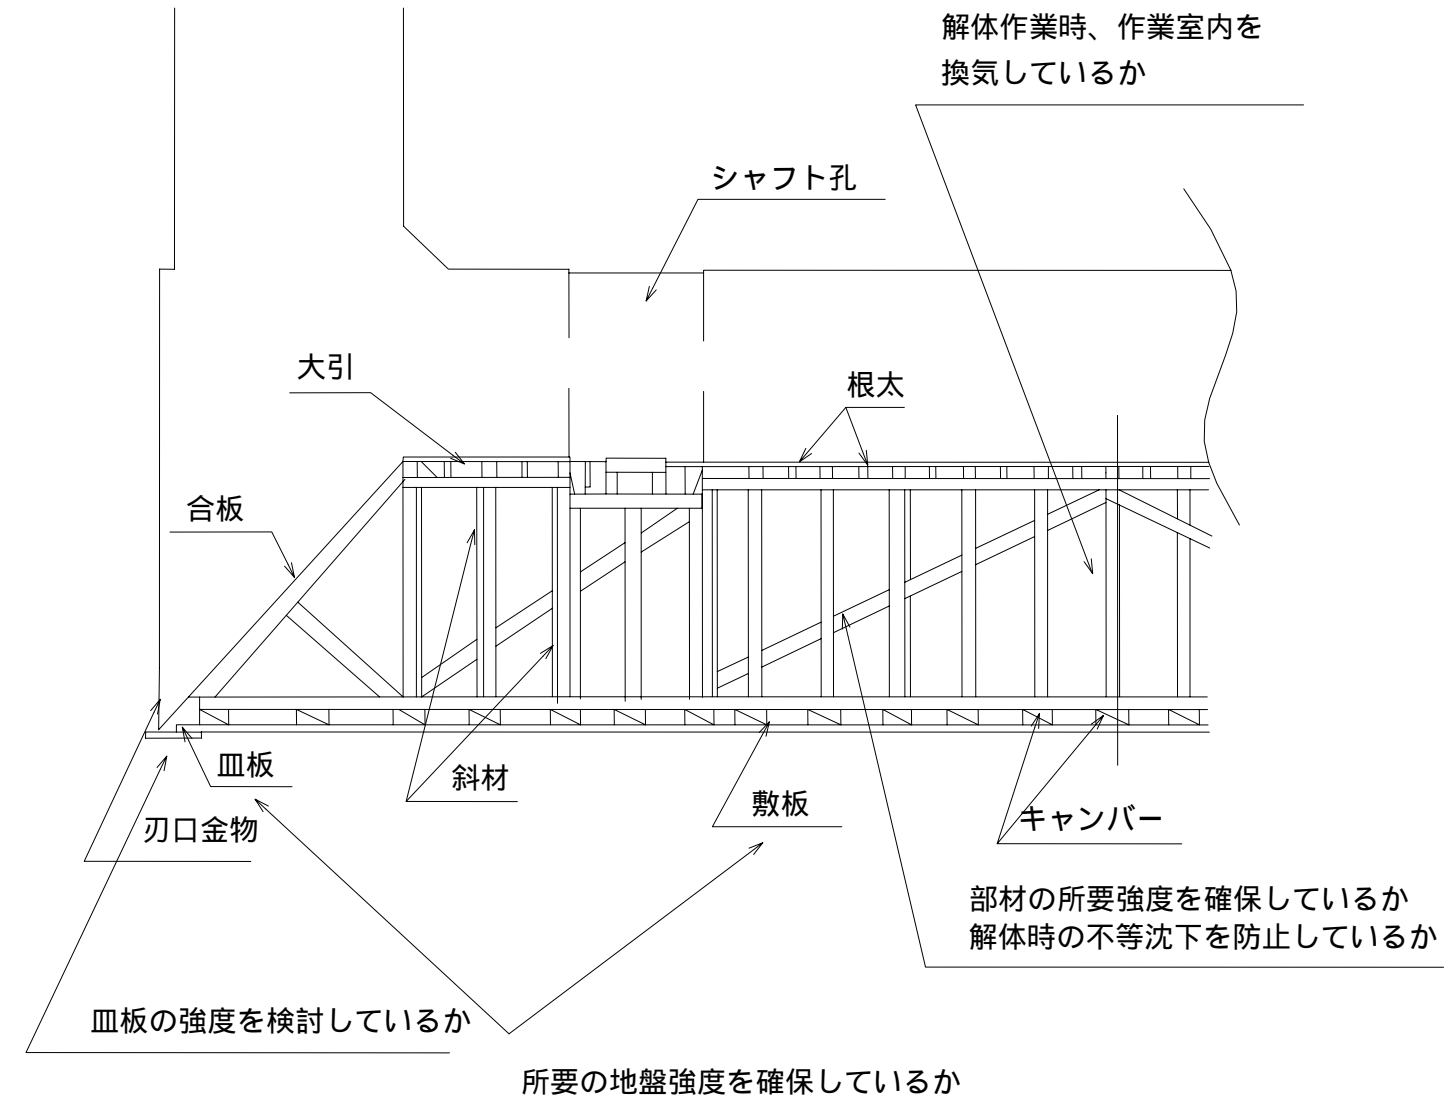 解体作業時、作業室内を
換気しているか
シャフト孔
大引
根太
合板
皿板
斜材
敷板
キャンバー
刃口金物
部材の所要強度を確保しているか
解体時の不等沈下を防止しているか
皿板の強度を検討しているか
所要の地盤強度を確保しているか